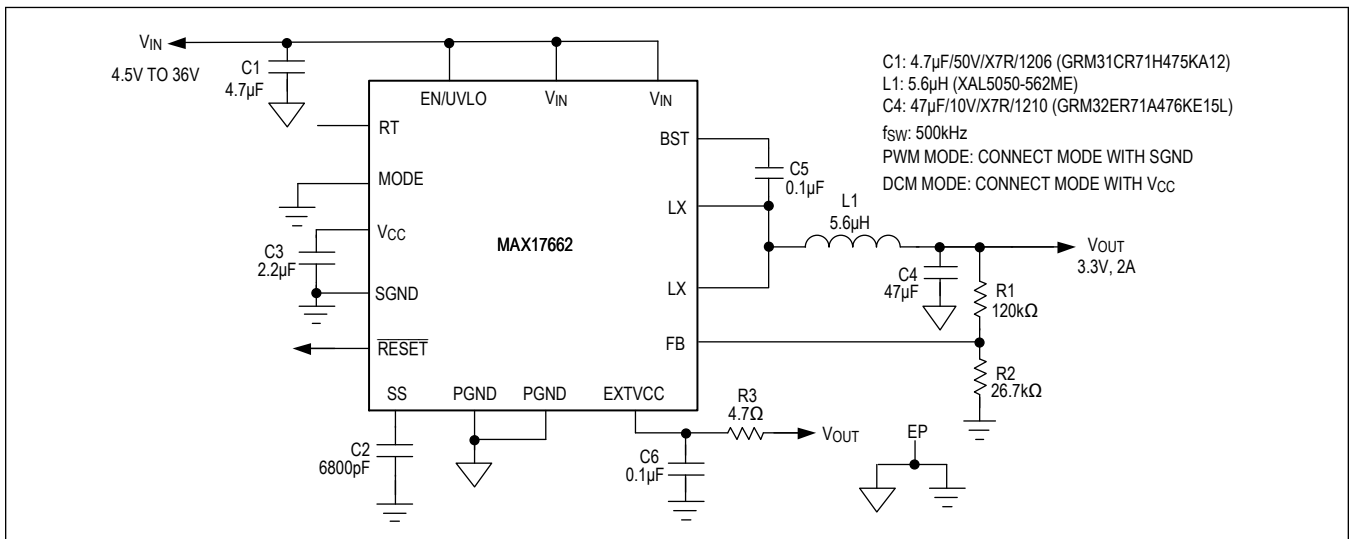 VIN
4.5V TO 36V
C1
4.7µF
EN/UVLO
VIN
VIN
RT
MODE
VCC
C3
2.2µF
SGND
RESET
SS
PGND
PGND
EXTVCC
MAX17662
BST
LX
LX
FB
C5
0.1µF
L1
5.6µH
C4
47µF
VOUT
3.3V, 2A
R1
120kΩ
R2
26.7kΩ
R3
4.7Ω
VOUT
C6
0.1µF
C2
6800pF
EP
C1: 4.7µF/50V/X7R/1206 (GRM31CR71H475KA12)
L1: 5.6µH (XAL5050-562ME)
C4: 47µF/10V/X7R/1210 (GRM32ER71A476KE15L)
fSW: 500kHz
PWM MODE: CONNECT MODE WITH SGND
DCM MODE: CONNECT MODE WITH VCC